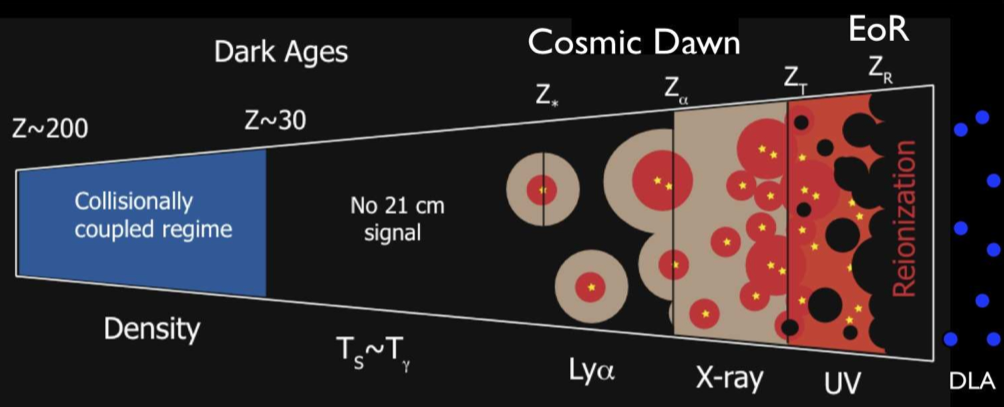 Dark Ages
Cosmic Dawn
EoR
Z~200
Z~30
Z*
Zα
ZT
ZR
Collisionally
coupled regime
No 21 cm
signal
Reionization
Density
TS~Tγ
Lyα
X-ray
UV
DLA